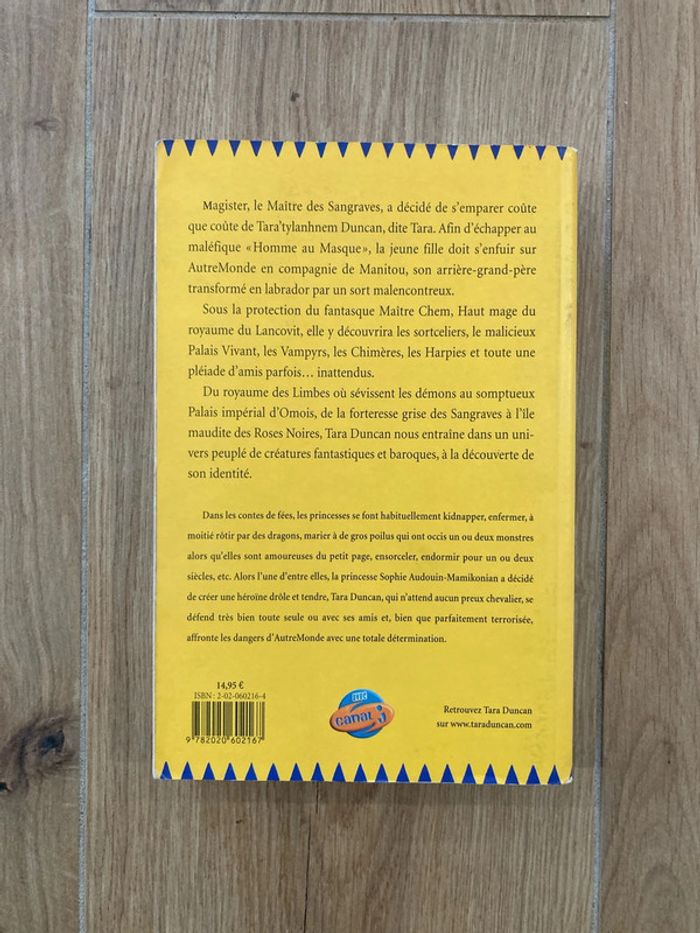 Magister, le Maître des Sangraves, a décidé de s'emparer coûte
que coûte de Tara'tylanhnem Duncan, dite Tara. Afin d'échapper au
maléfique «Homme au Masque», la jeune fille doit s'enfuir sur
AutreMonde en compagnie de Manitou, son arrière-grand-père
transformé en labrador par un sort malencontreux.
Sous la protection du fantasque Maître Chem, Haut mage du
royaume du Lancovit, elle y découvrira les sortceliers, le malicieux
Palais Vivant, les Vampyrs, les Chimères, les Harpies et toute une
pléiade d'amis parfois… inattendus.
Du royaume des Limbes où sévissent les démons au somptueux
Palais impérial d'Omois, de la forteresse grise des Sangraves à l'île
maudite des Roses Noires, Tara Duncan nous entraîne dans un uni-
vers peuplé de créatures fantastiques et baroques, à la découverte de
son identité.
Dans les contes de fées, les princesses se font habituellement kidnapper, enfermer, à
moitié rôtir par des dragons, marier à de gros poilus qui ont occis un ou deux monstres
alors qu'elles sont amoureuses du petit page, ensorceler, endormir pour un ou deux
siècles, etc. Alors l'une d'entre elles, la princesse Sophie Audouin-Mamikonian a décidé
de créer une héroïne drôle et tendre, Tara Duncan, qui n'attend aucun preux chevalier, se
défend très bien toute seule ou avec ses amis et, bien que parfaitement terrorisée,
affronte les dangers d'AutreMonde avec une totale détermination.
14,95 €
ISBN : 2-02-060216-4
9 782020 602167
avec
canal J
Retrouvez Tara Duncan
sur www.taraduncan.com